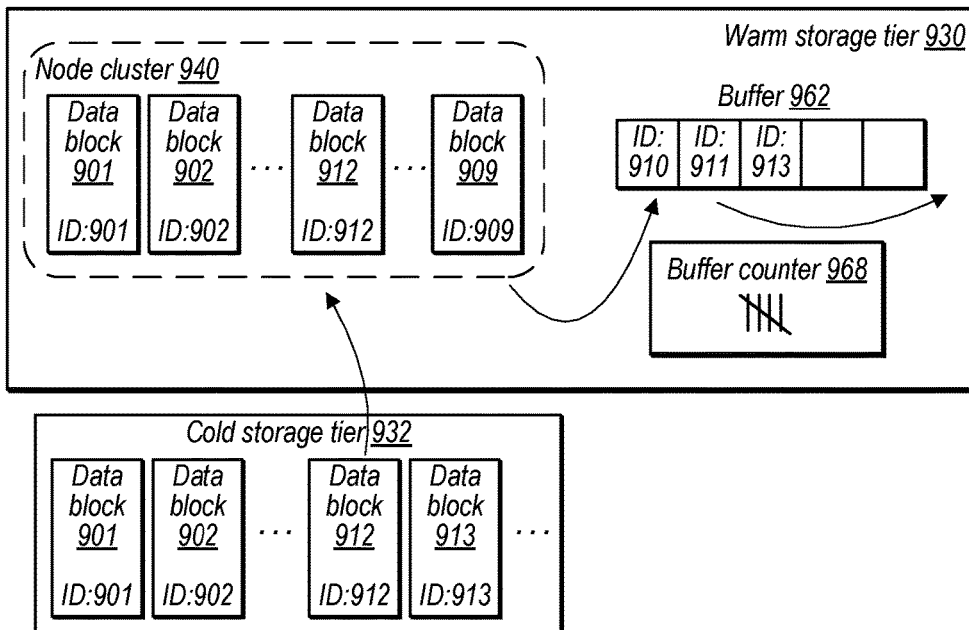 Warm storage tier 930
Node cluster 940
Data
block
901
ID:901
Data
block
902
ID:902
...
Data
block
912
ID:912
...
Data
block
909
ID:909
Buffer 962
ID:
910
ID:
911
ID:
913
Buffer counter 968
Cold storage tier 932
Data
block
901
ID:901
Data
block
902
ID:902
...
Data
block
912
ID:912
Data
block
913
ID:913
...